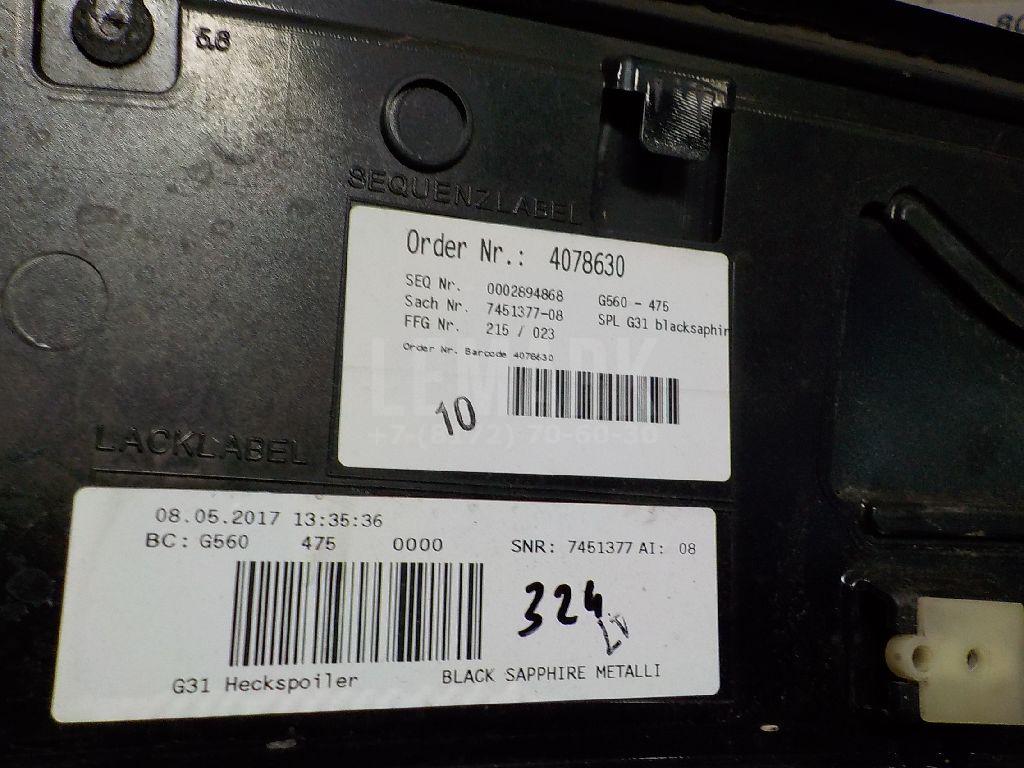 58
SEQUENZLABEL
Order Nr.: 4078630
SEQ Nr. 0002894868 G560 - 475
Sach Nr. 7451377-08 SPL G31 blacksaphir
FFG Nr. 215 / 023
Order Nr. Barcode 4078630
LEMARK
10
LACKLABEL
08.05.2017 13:35:36
BC: G560 475 0000 SNR: 7451377 AI: 08
324
G31 Heckspoiler BLACK SAPPHIRE METALLI